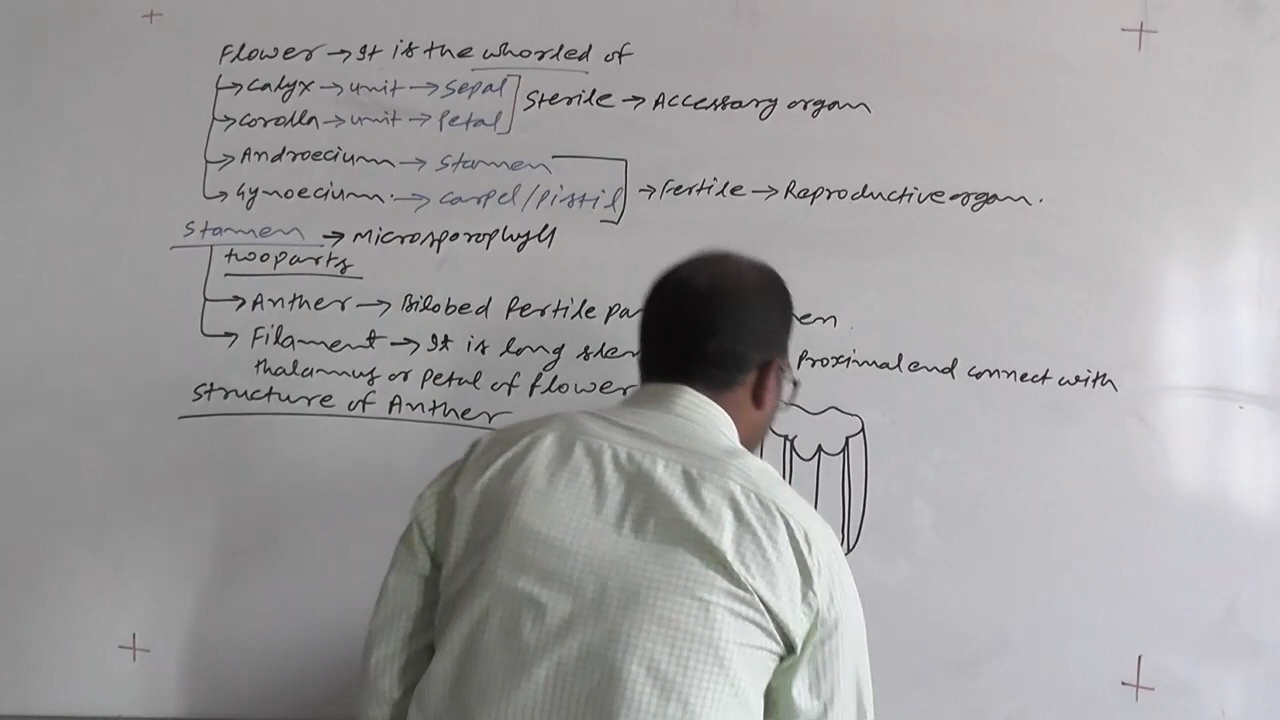 Flower → It is the whorled of
→ Calyx → unit → Sepal
Sterile → Accessary organ
→ Corolla → unit → Petal
→ Androecium → Stamen
→ Gynoecium. → Carpel/Pistil
→ Fertile → Reproductive organ.
Stamen → Microsporophyll
two parts
→ Anther → Bilobed fertile pa
→ Filament → It is long Proximal end connect with
thalamus or Petal of flower
Structure of Anther